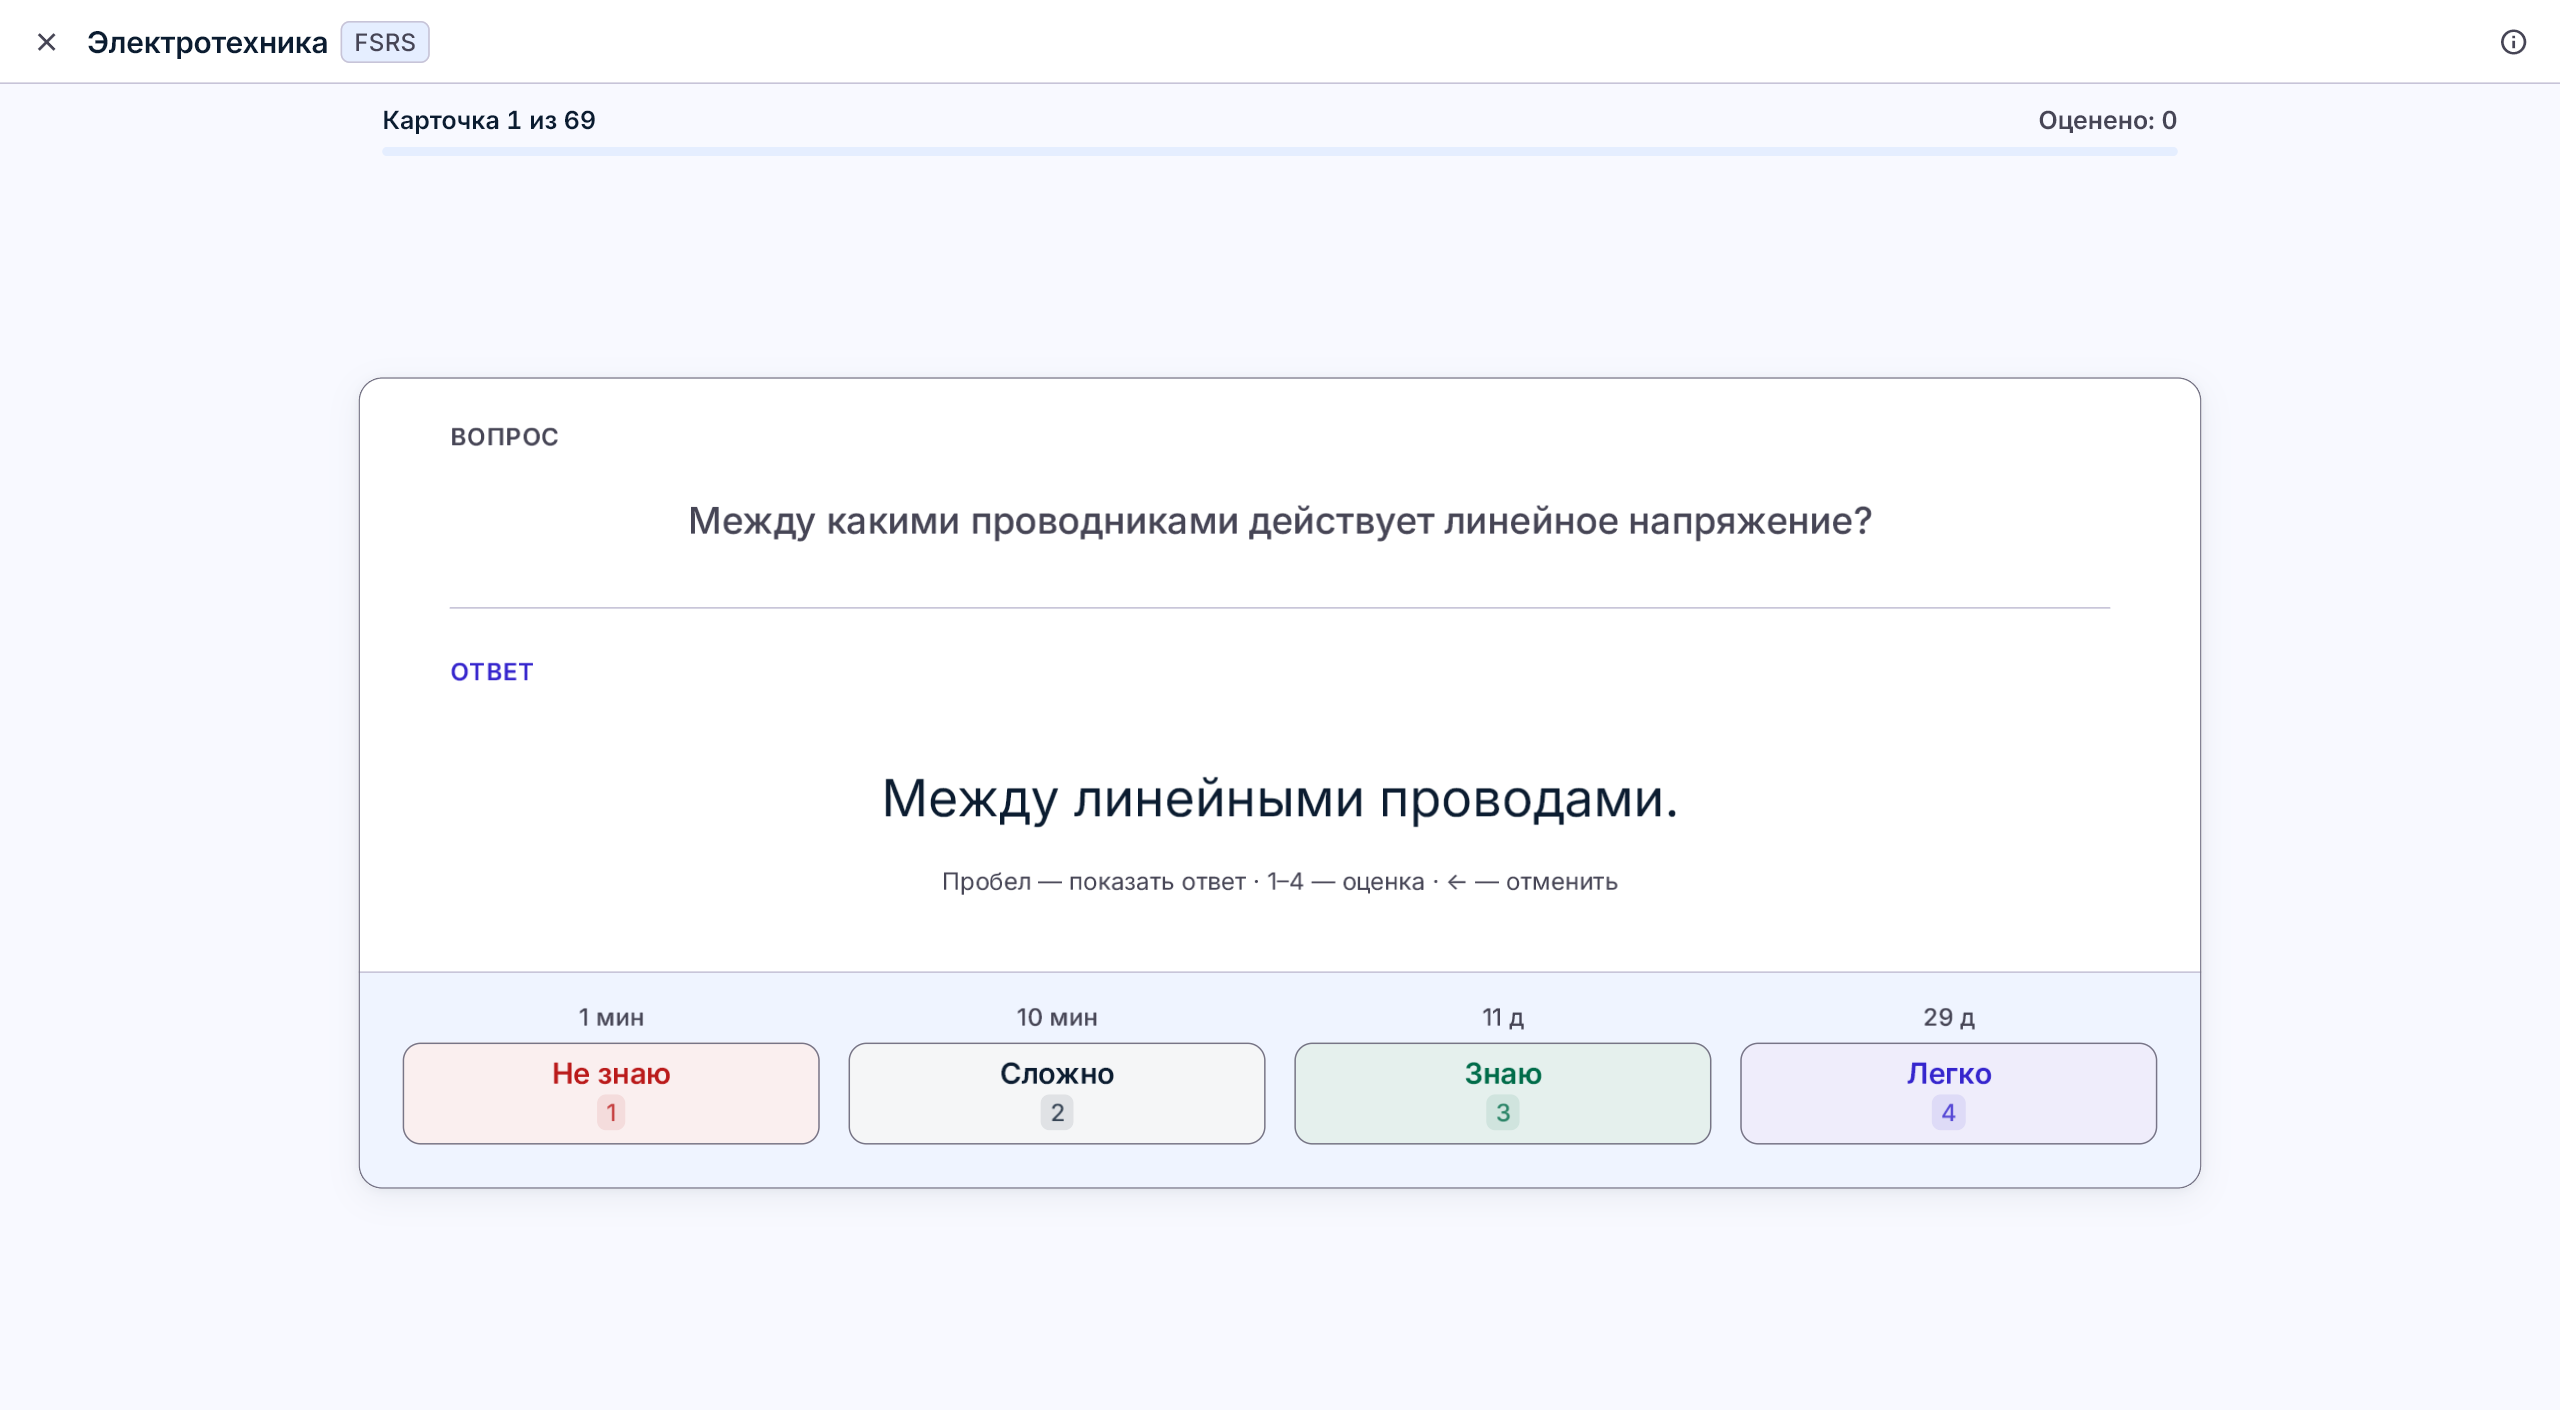 Электротехника FSRS
Карточка 1 из 69
Оценено: 0
ВОПРОС
Между какими проводниками действует линейное напряжение?
ОТВЕТ
Между линейными проводами.
Пробел — показать ответ · 1–4 — оценка · ← — отменить
1 мин
Не знаю
1
10 мин
Сложно
2
11 д
Знаю
3
29 д
Легко
4